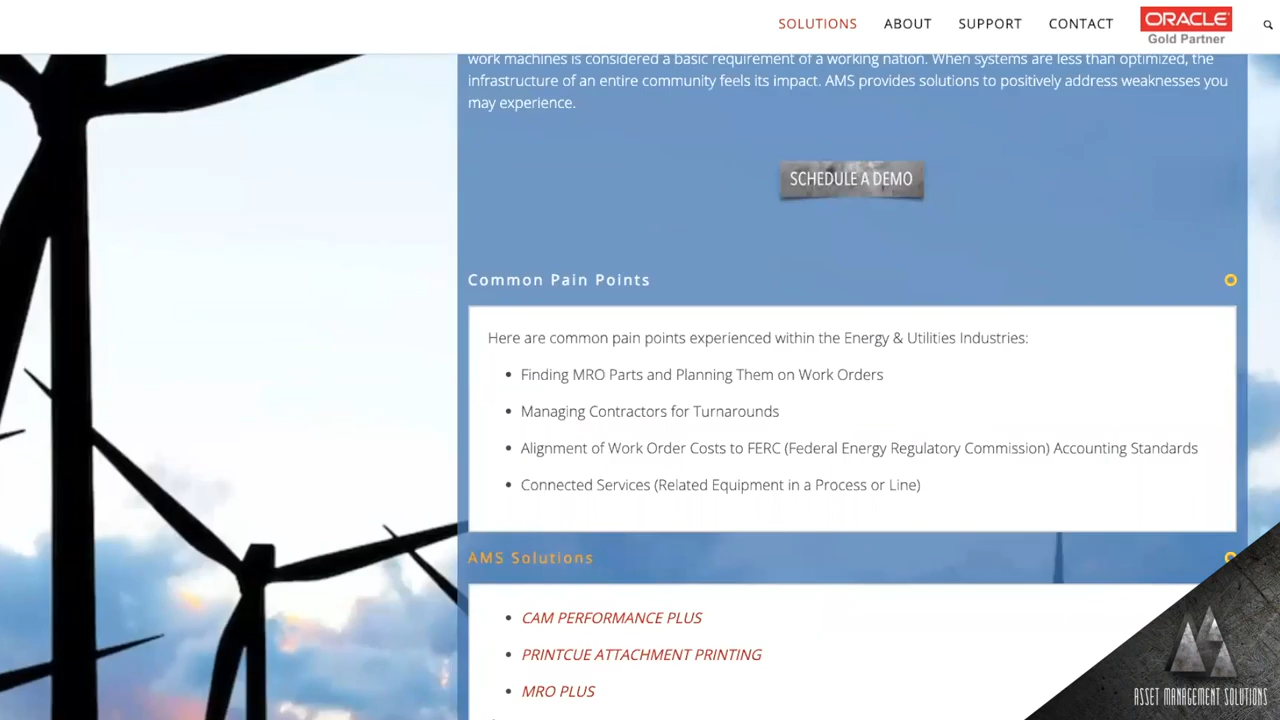 SOLUTIONS ABOUT SUPPORT CONTACT ORACLE
Gold Partner
work machines is considered a basic requirement of a working nation. When systems are less than optimized, the
infrastructure of an entire community feels its impact. AMS provides solutions to positively address weaknesses you
may experience.
SCHEDULE A DEMO
Common Pain Points
Here are common pain points experienced within the Energy & Utilities Industries:
• Finding MRO Parts and Planning Them on Work Orders
• Managing Contractors for Turnarounds
• Alignment of Work Order Costs to FERC (Federal Energy Regulatory Commission) Accounting Standards
• Connected Services (Related Equipment in a Process or Line)
AMS Solutions
• CAM PERFORMANCE PLUS
• PRINTCUE ATTACHMENT PRINTING
• MRO PLUS
ASSET MANAGEMENT SOLUTIONS